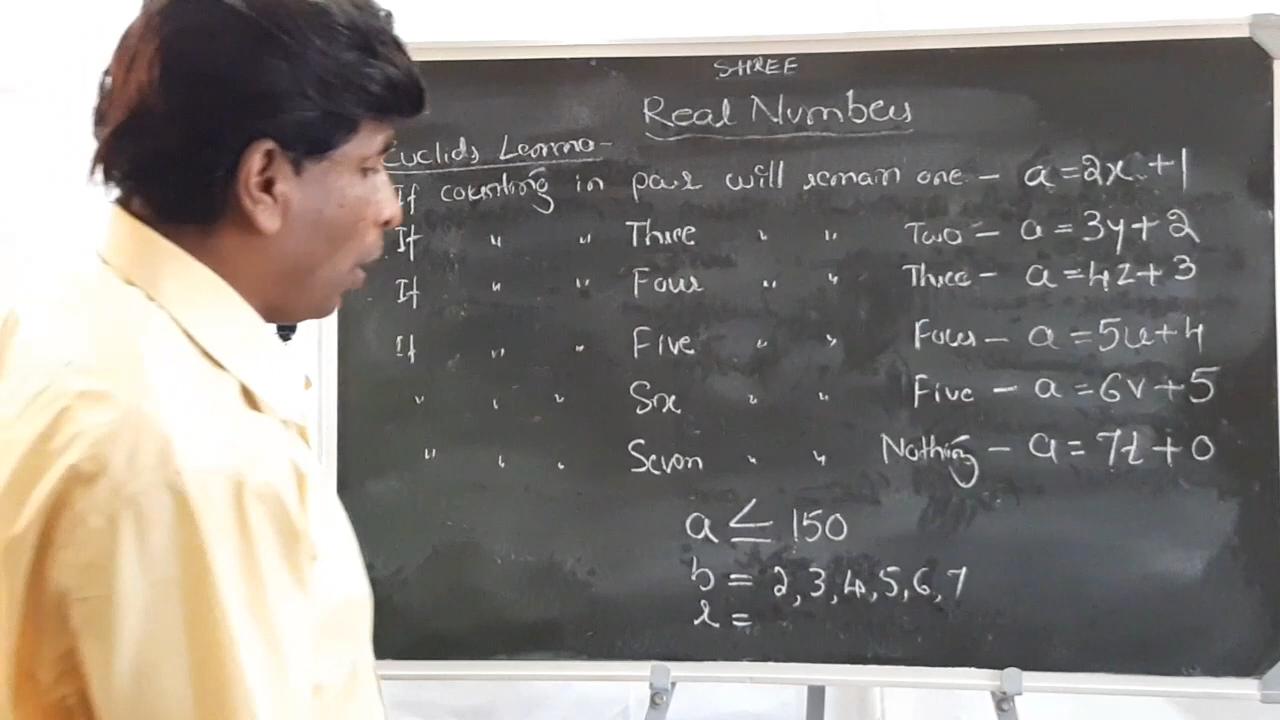 SHREE
Real Numbers
Euclids Lemma-
If counting in pair will remain one - a=2x+1
If " " Three " " Two - a=3y+2
If " " Four " " Three - a=4z+3
If " " Five " " Four - a=5u+4
" " " Six " " Five - a=6v+5
" " " Seven " " Nothing - a=7t+0
a ≤ 150
b = 2,3,4,5,6,7
r =